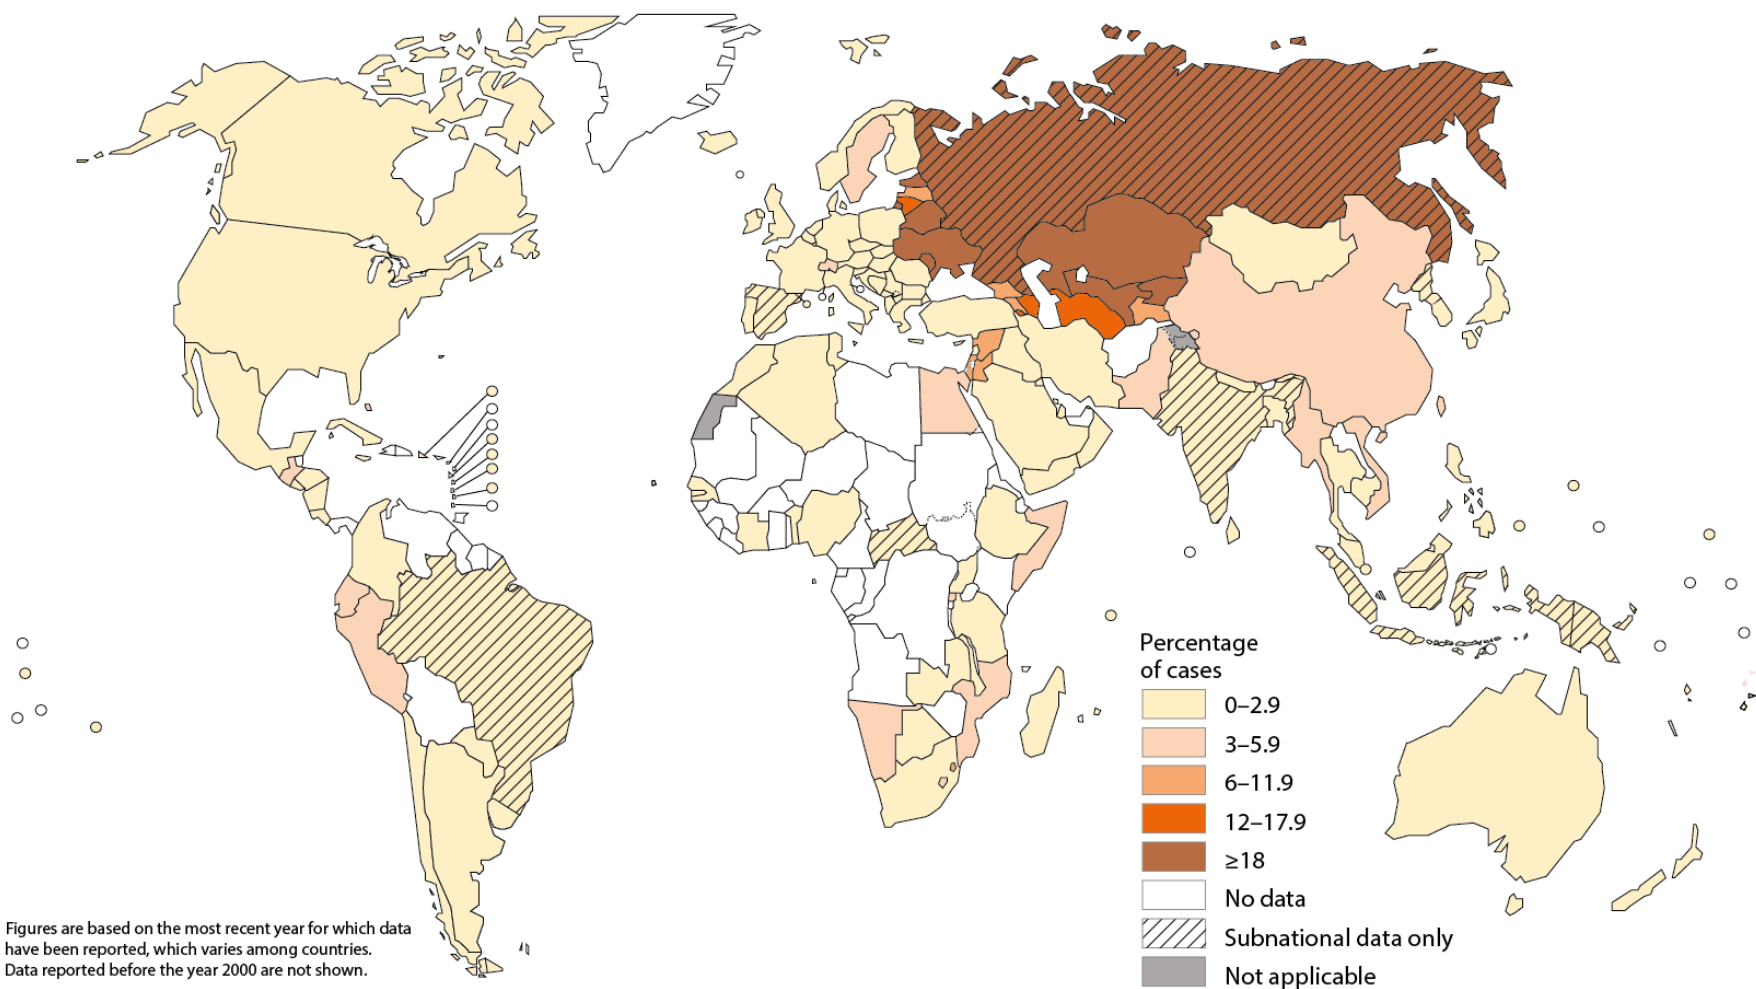 Percentage
of cases
0–2.9
3–5.9
6–11.9
12–17.9
≥18
No data
Subnational data only
Not applicable
Figures are based on the most recent year for which data
have been reported, which varies among countries.
Data reported before the year 2000 are not shown.